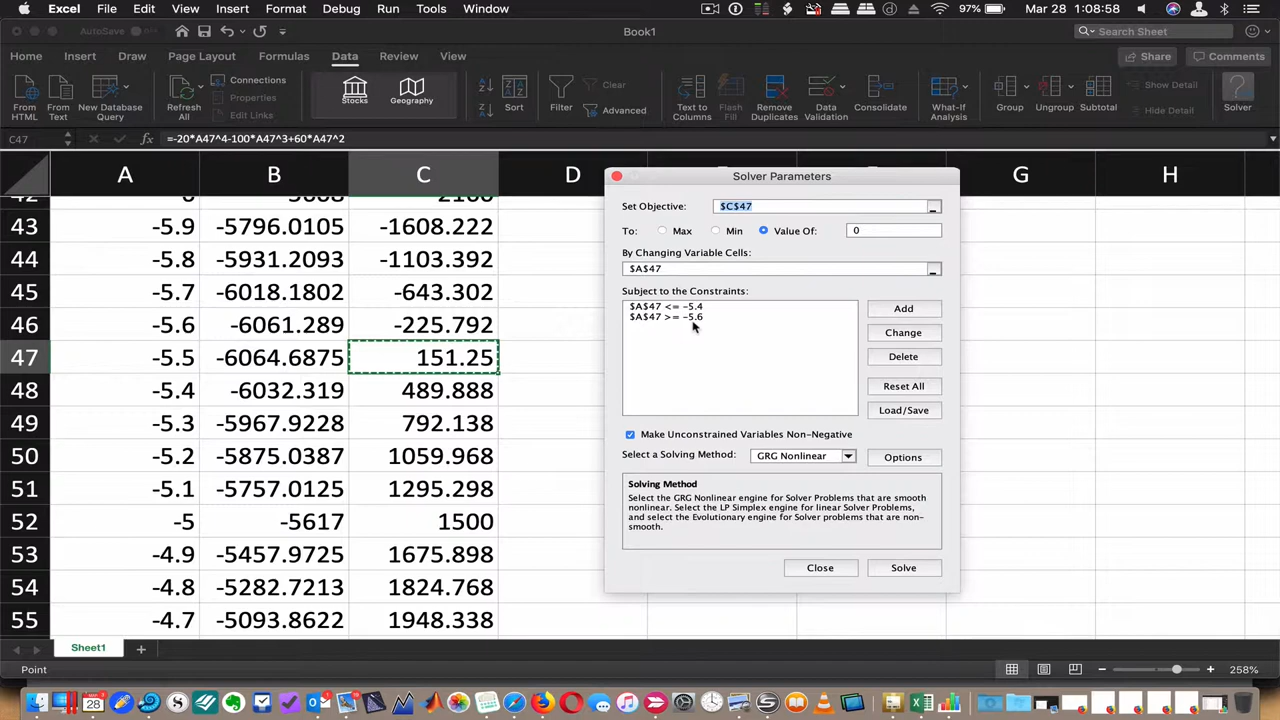 Excel File Edit View Insert Format Debug Run Tools Window 97% Mar 28 1:08:58
AutoSave Book1 Search Sheet
Home Insert Draw Page Layout Formulas Data Review View Share Comments
From HTML From Text New Database Query Refresh All Connections Properties Edit Links Stocks Geography Sort Filter Clear Advanced Text to Columns Flash Fill Remove Duplicates Data Validation Consolidate What-If Analysis Group Ungroup Subtotal Show Detail Hide Detail Solver
C47 fx =-20*A47^4-100*A47^3+60*A47^2
A B C D G H
43 -5.9 -5796.0105 -1608.222
44 -5.8 -5931.2093 -1103.392
45 -5.7 -6018.1802 -643.302
46 -5.6 -6061.289 -225.792
47 -5.5 -6064.6875 151.25
48 -5.4 -6032.319 489.888
49 -5.3 -5967.9228 792.138
50 -5.2 -5875.0387 1059.968
51 -5.1 -5757.0125 1295.298
52 -5 -5617 1500
53 -4.9 -5457.9725 1675.898
54 -4.8 -5282.7213 1824.768
55 -4.7 -5093.8622 1948.338
Solver Parameters
Set Objective: $C$47
To: Max Min Value Of: 0
By Changing Variable Cells:
$A$47
Subject to the Constraints:
$A$47 <= -5.4
$A$47 >= -5.6
Add
Change
Delete
Reset All
Load/Save
Make Unconstrained Variables Non-Negative
Select a Solving Method: GRG Nonlinear Options
Solving Method
Select the GRG Nonlinear engine for Solver Problems that are smooth
nonlinear. Select the LP Simplex engine for linear Solver Problems,
and select the Evolutionary engine for Solver problems that are non-
smooth.
Close Solve
Sheet1
Point 258%